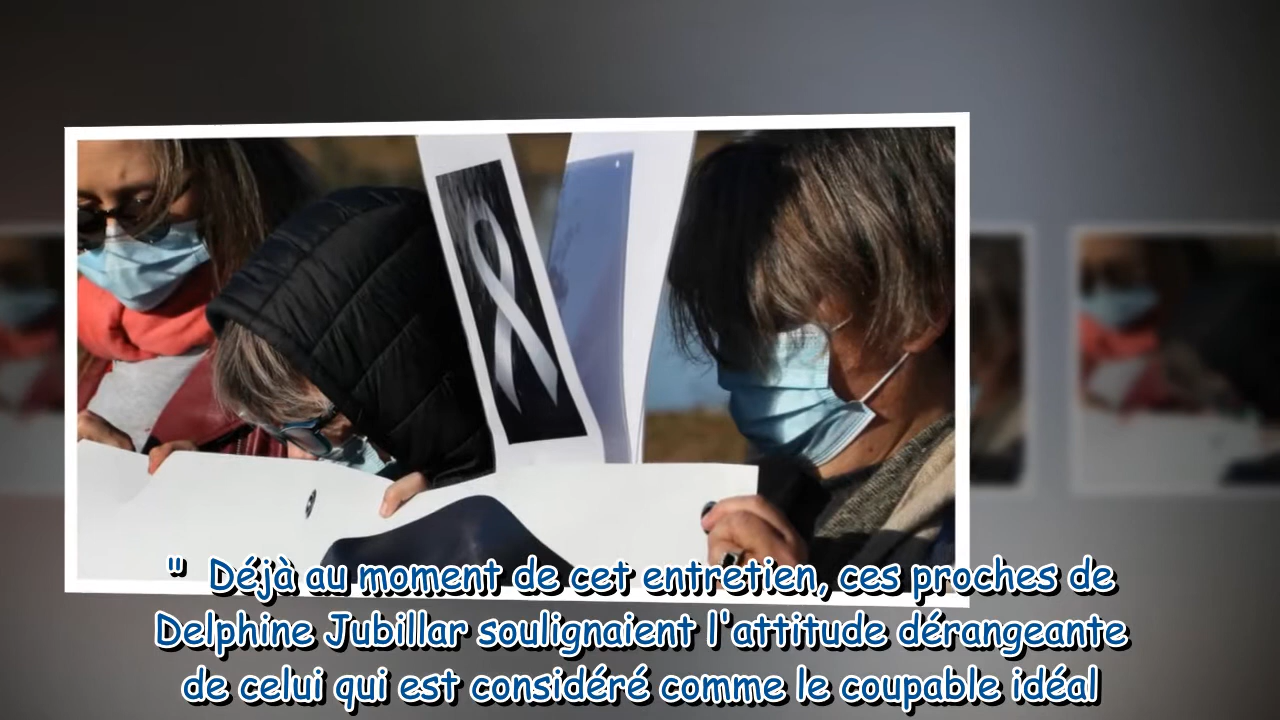 " Déjà au moment de cet entretien, ces proches de
Delphine Jubillar soulignaient l'attitude dérangeante
de celui qui est considéré comme le coupable idéal